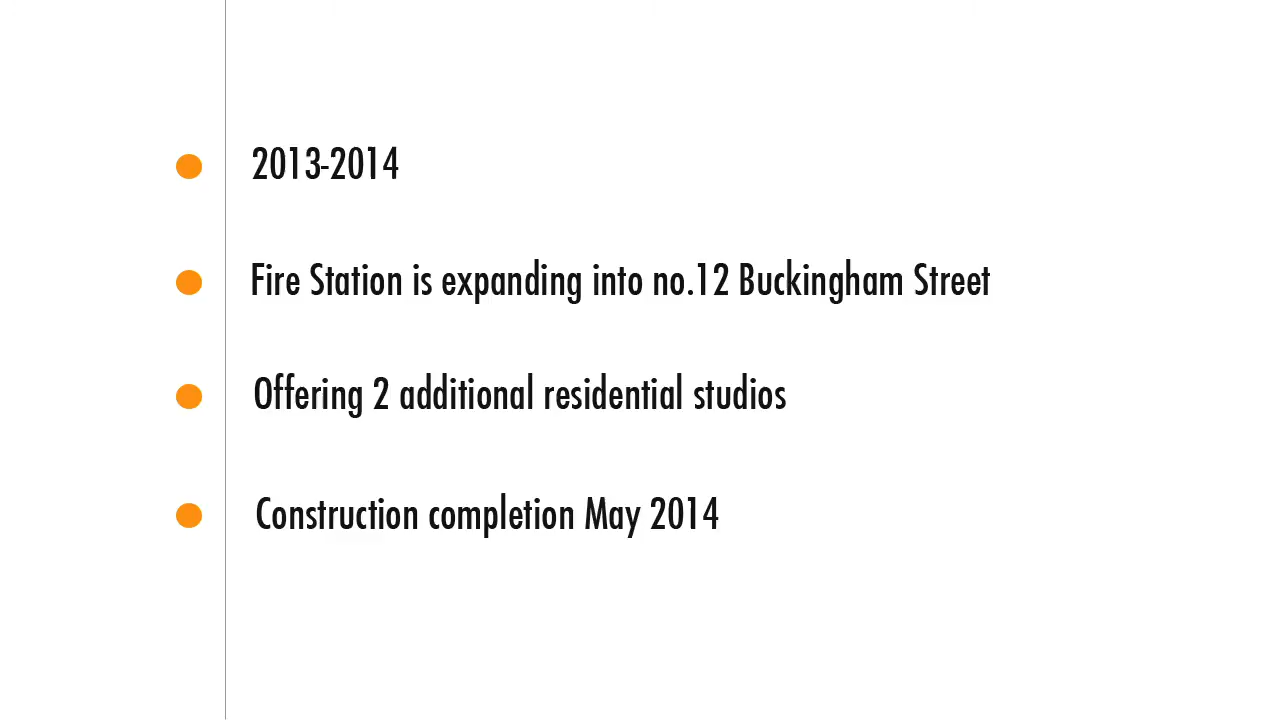 2013-2014
Fire Station is expanding into no.12 Buckingham Street
Offering 2 additional residential studios
Construction completion May 2014